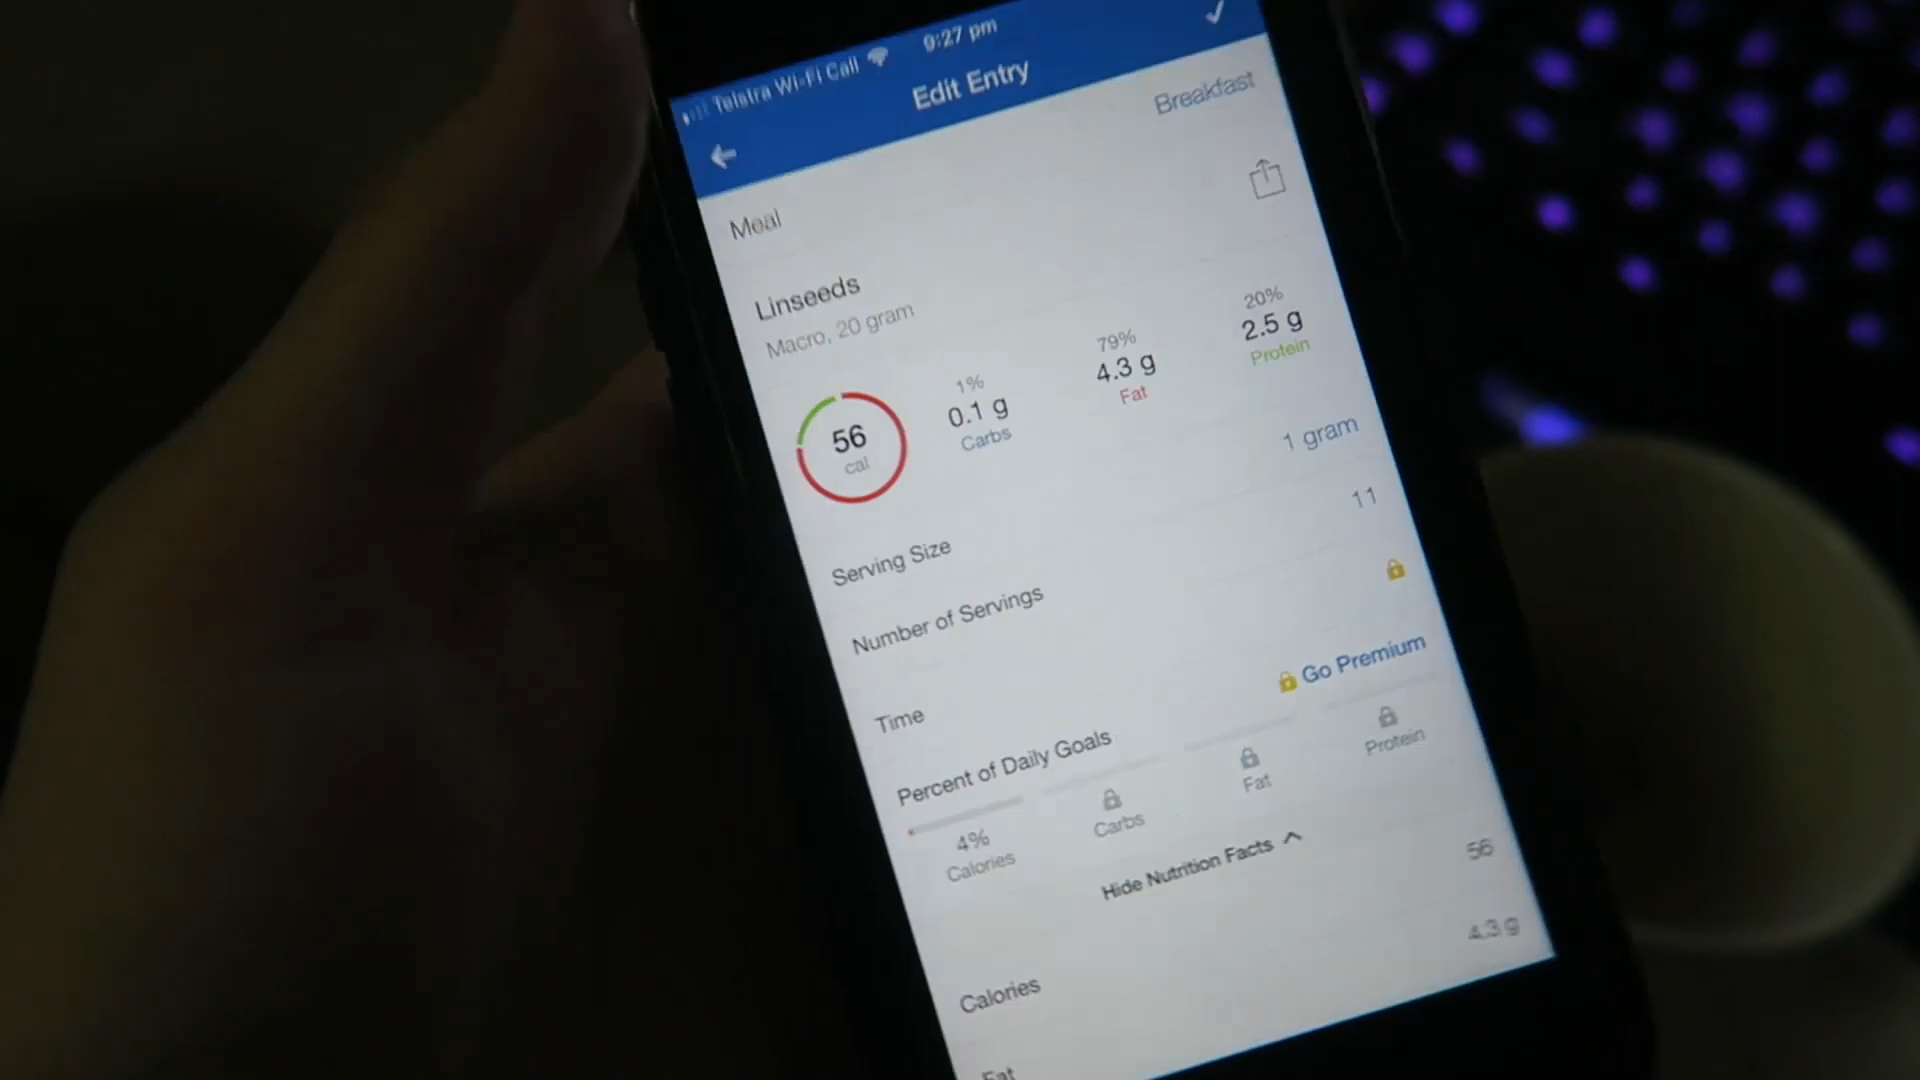 Telstra Wi-Fi Call 9:27 pm
Edit Entry
Meal Breakfast
Linseeds
Macro, 20 gram
56
cal
1%
0.1 g
Carbs
79%
4.3 g
Fat
20%
2.5 g
Protein
Serving Size 1 gram
Number of Servings 11
Time
Percent of Daily Goals Go Premium
4%
Calories
Carbs
Fat
Protein
Hide Nutrition Facts
Calories 56
Fat 4.3 g